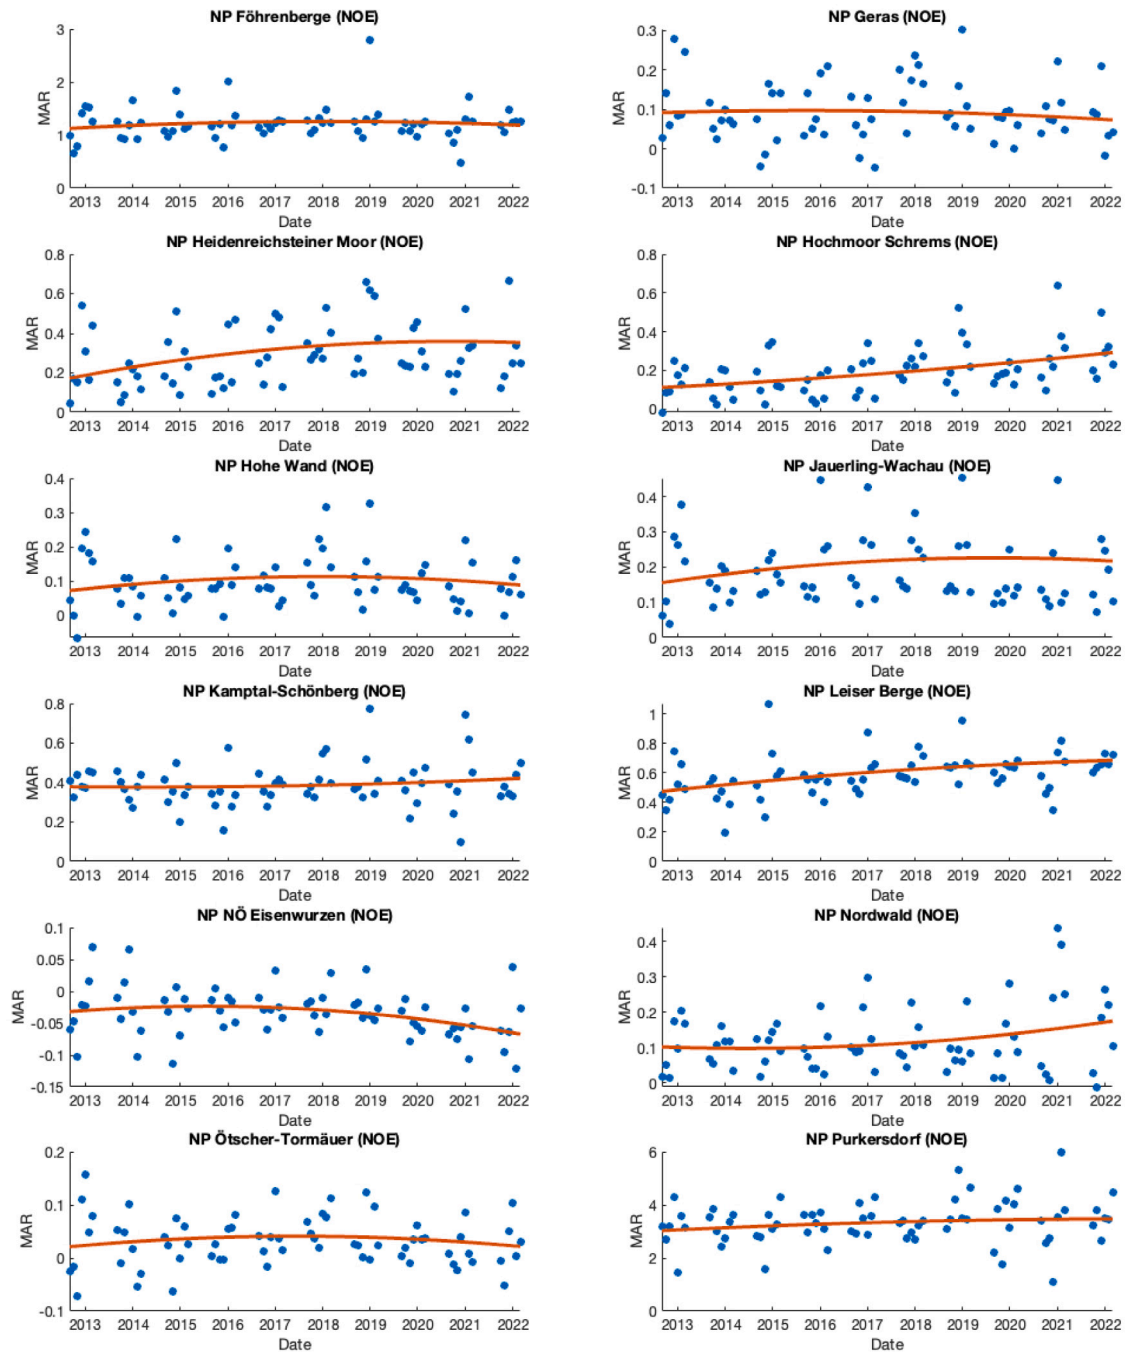 NP Föhrenberge (NOE)
3
2
1
0
MAR
2013 2014 2015 2016 2017 2018 2019 2020 2021 2022
Date
NP Geras (NOE)
0.3
0.2
0.1
0
-0.1
MAR
2013 2014 2015 2016 2017 2018 2019 2020 2021 2022
Date
NP Heidenreichsteiner Moor (NOE)
0.8
0.6
0.4
0.2
0
MAR
2013 2014 2015 2016 2017 2018 2019 2020 2021 2022
Date
NP Hochmoor Schrems (NOE)
0.8
0.6
0.4
0.2
0
MAR
2013 2014 2015 2016 2017 2018 2019 2020 2021 2022
Date
NP Hohe Wand (NOE)
0.4
0.3
0.2
0.1
0
MAR
2013 2014 2015 2016 2017 2018 2019 2020 2021 2022
Date
NP Jauerling-Wachau (NOE)
0.4
0.3
0.2
0.1
0
MAR
2013 2014 2015 2016 2017 2018 2019 2020 2021 2022
Date
NP Kamptal-Schönberg (NOE)
0.8
0.6
0.4
0.2
0
MAR
2013 2014 2015 2016 2017 2018 2019 2020 2021 2022
Date
NP Leiser Berge (NOE)
1
0.8
0.6
0.4
0.2
0
MAR
2013 2014 2015 2016 2017 2018 2019 2020 2021 2022
Date
NP NÖ Eisenwurzen (NOE)
0.1
0.05
0
-0.05
-0.1
-0.15
MAR
2013 2014 2015 2016 2017 2018 2019 2020 2021 2022
Date
NP Nordwald (NOE)
0.4
0.3
0.2
0.1
0
MAR
2013 2014 2015 2016 2017 2018 2019 2020 2021 2022
Date
NP Ötscher-Tormäuer (NOE)
0.2
0.1
0
-0.1
MAR
2013 2014 2015 2016 2017 2018 2019 2020 2021 2022
Date
NP Purkersdorf (NOE)
6
4
2
0
MAR
2013 2014 2015 2016 2017 2018 2019 2020 2021 2022
Date